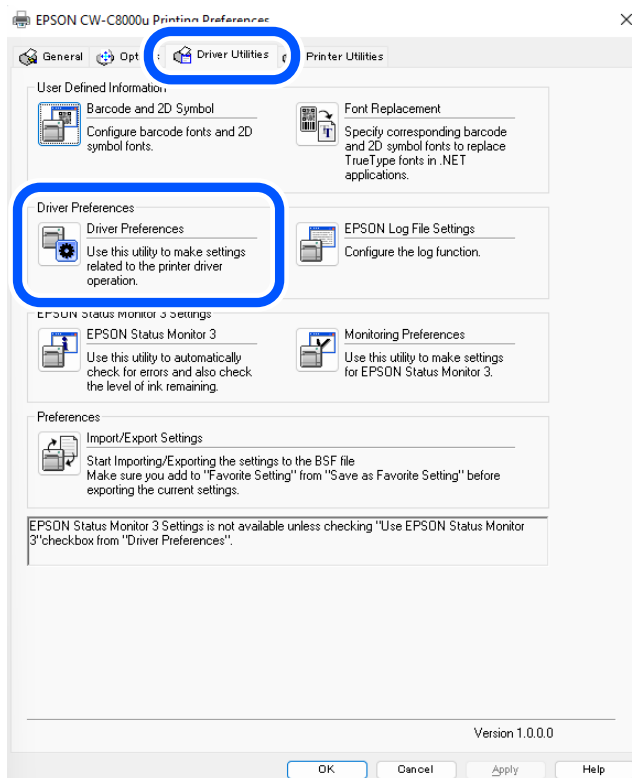 EPSON CW-C8000u Printing Preferences
General
Opt
Driver Utilities
Printer Utilities
User Defined Information
Barcode and 2D Symbol
Configure barcode fonts and 2D
symbol fonts.
Font Replacement
Specify corresponding barcode
and 2D symbol fonts to replace
TrueType fonts in .NET
applications.
Driver Preferences
Driver Preferences
Use this utility to make settings
related to the printer driver
operation.
EPSON Log File Settings
Configure the log function.
EPSON Status Monitor 3 Settings
EPSON Status Monitor 3
Use this utility to automatically
check for errors and also check
the level of ink remaining.
Monitoring Preferences
Use this utility to make settings
for EPSON Status Monitor 3.
Preferences
Import/Export Settings
Start Importing/Exporting the settings to the BSF file
Make sure you add to "Favorite Setting" from "Save as Favorite Setting" before
exporting the current settings.
EPSON Status Monitor 3 Settings is not available unless checking "Use EPSON Status Monitor
3"checkbox from "Driver Preferences".
Version 1.0.0.0
OK
Cancel
Apply
Help